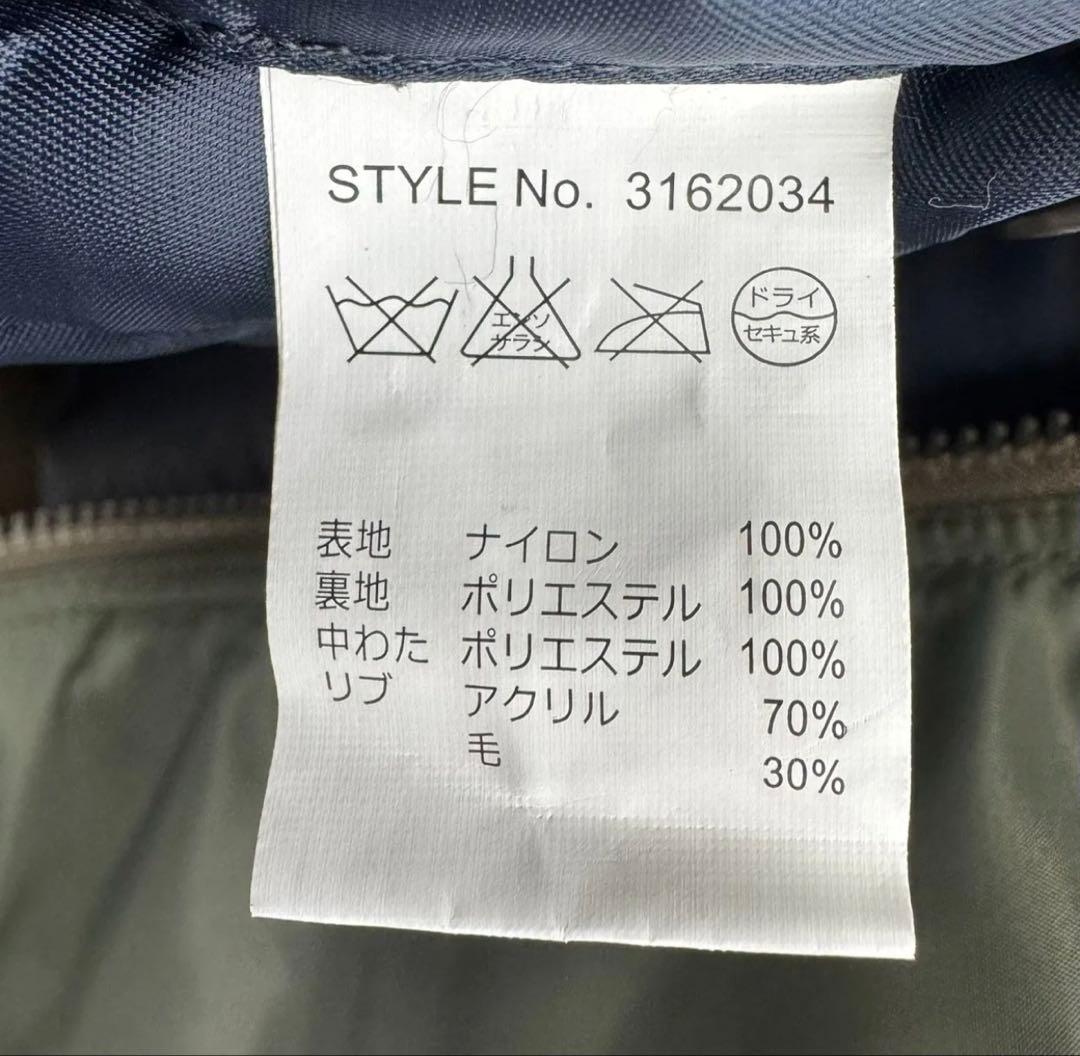 STYLE No. 3162034
エンソ
サラシ
ドライ
セキュ系
表地 ナイロン 100%
裏地 ポリエステル 100%
中わた ポリエステル 100%
リブ アクリル 70%
毛 30%